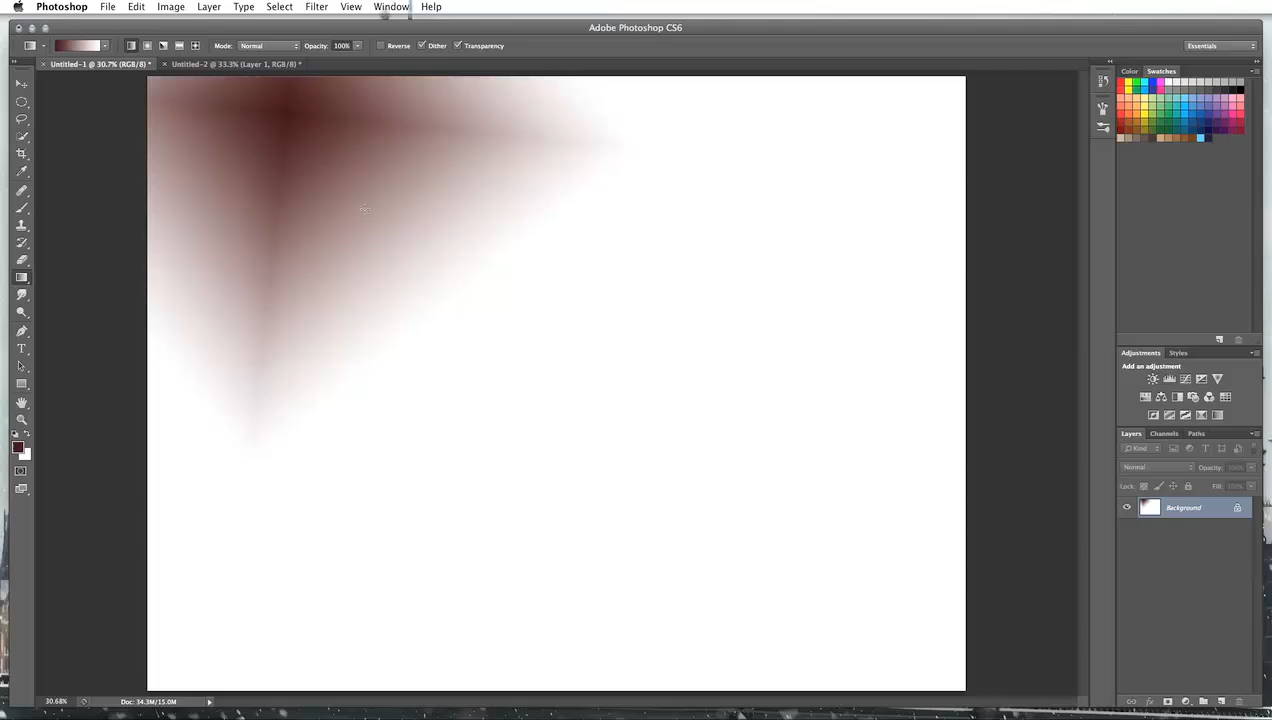 Photoshop File Edit Image Layer Type Select Filter View Window Help
Adobe Photoshop CS6
Mode: Normal Opacity: 100% Reverse Dither Transparency Essentials
Untitled-1 @ 30.7% (RGB/8) * Untitled-2 @ 33.3% (Layer 1, RGB/8) *
Color Swatches
Adjustments Styles
Add an adjustment
Layers Channels Paths
Kind
Normal Opacity: 100%
Lock: Fill: 100%
Background
30.68% Doc: 34.3M/15.0M